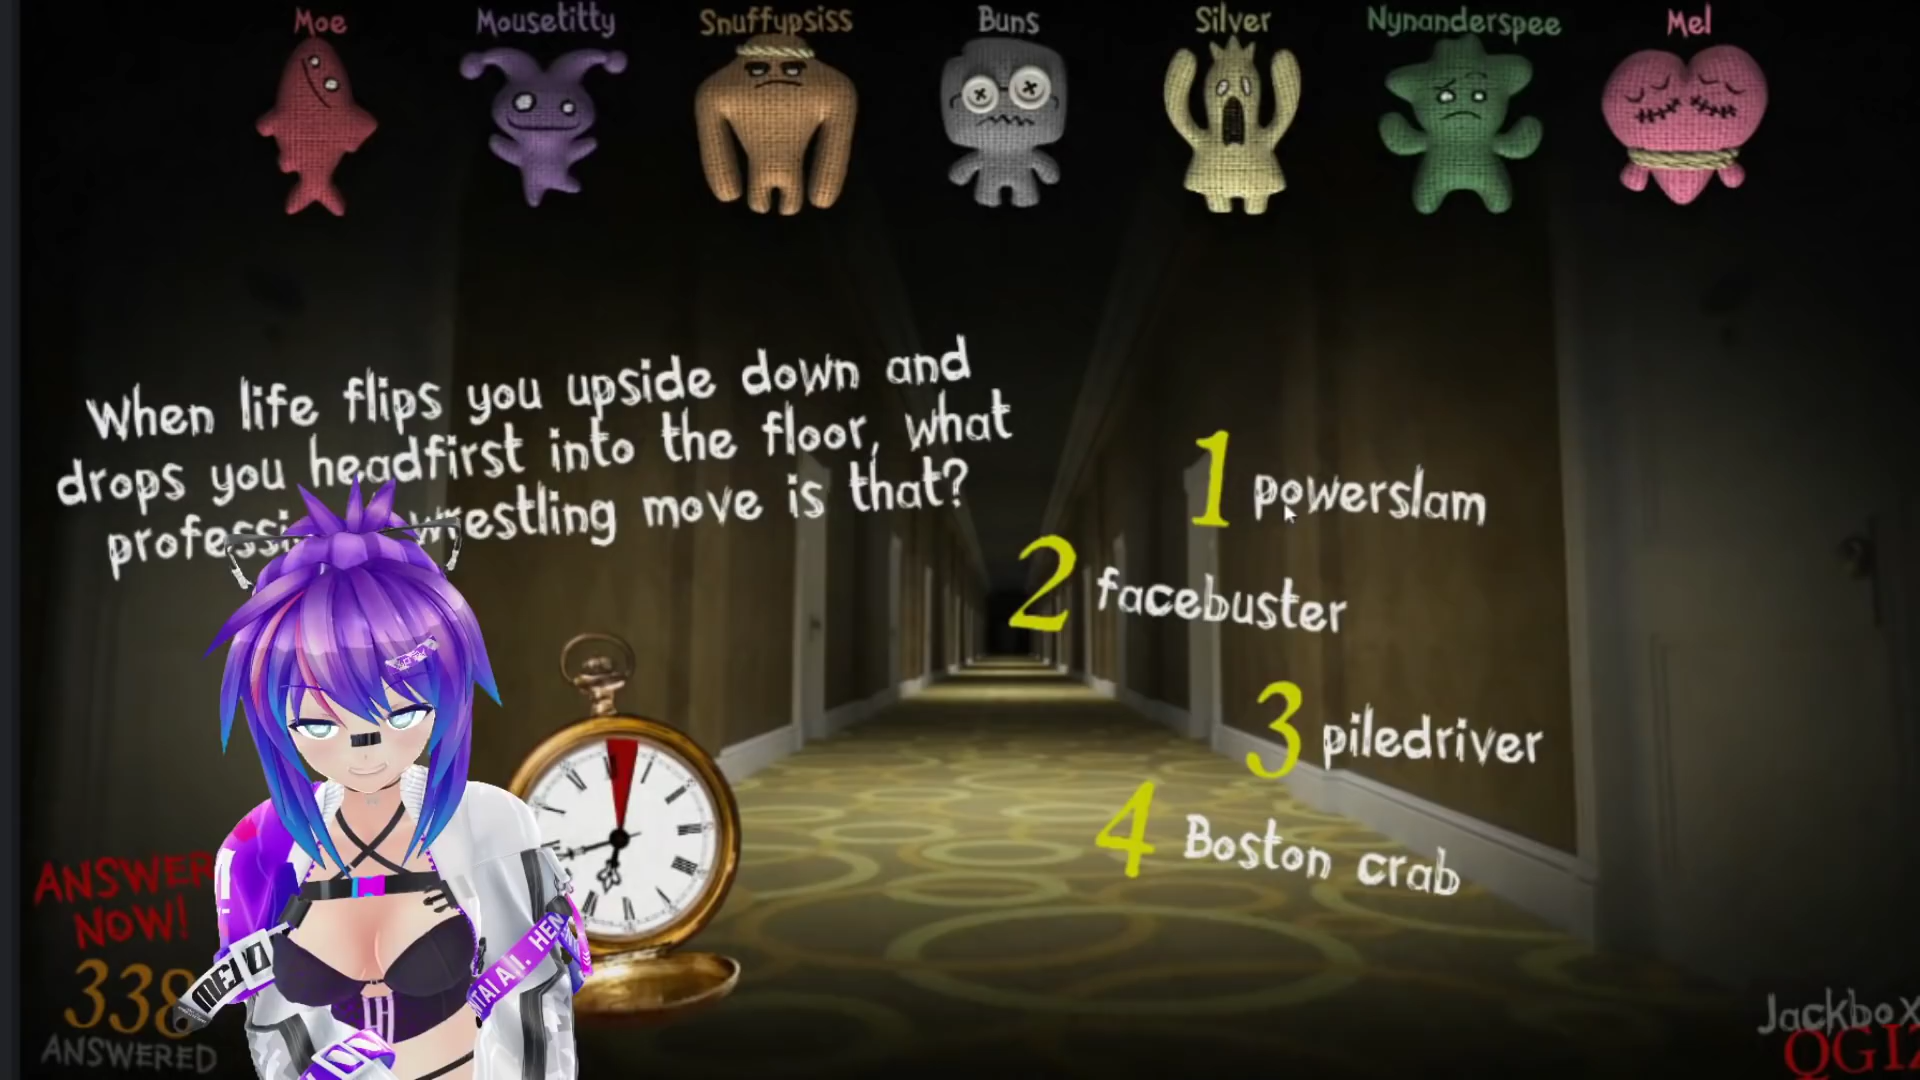 Moe
Mousetitty
Snuffypsiss
Buns
Silver
Nynanderspee
Mel
When life flips you upside down and
drops you headfirst into the floor, what
wrestling move is that?
1 powerslam
2 facebuster
3 piledriver
4 Boston crab
ANSWER
NOW!
338
ANSWERED
Jackbox